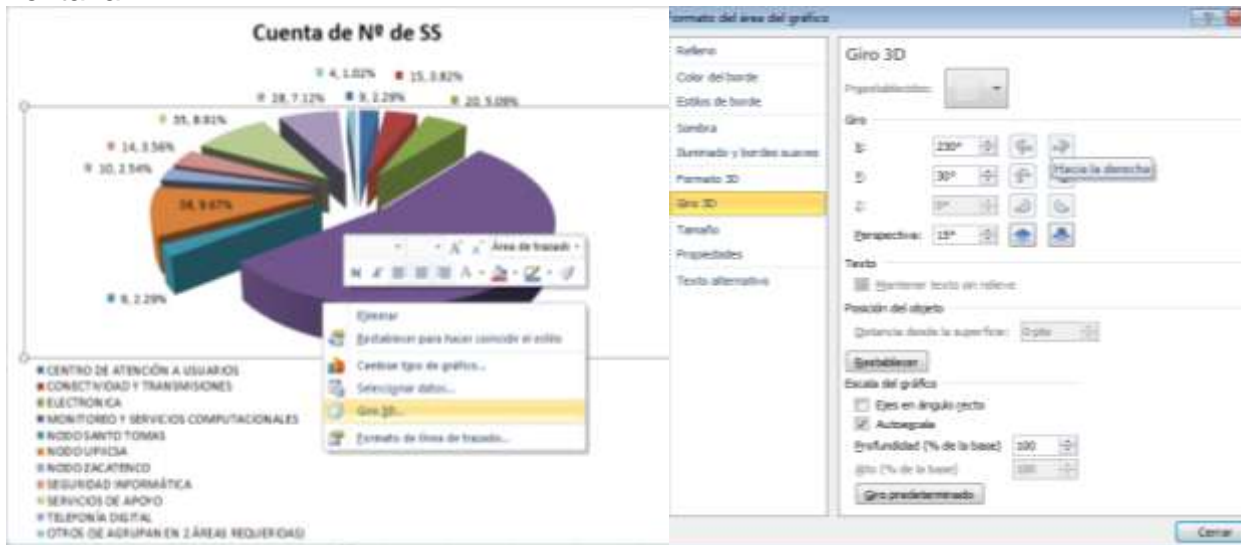 Cuenta de Nº de SS
4, 1.02%
15, 3.82%
28, 7.12%
9, 2.29%
20, 5.09%
35, 8.91%
14, 3.56%
10, 2.54%
38, 9.67%
9, 2.29%
Área de trazado
Eliminar
Restablecer para hacer coincidir el estilo
Cambiar tipo de gráfico...
Seleccionar datos...
Giro 3D...
Formato de línea de trazado...
CENTRO DE ATENCIÓN A USUARIOS
CONECTIVIDAD Y TRANSMISIONES
ELECTRÓNICA
MONITOREO Y SERVICIOS COMPUTACIONALES
NODO SANTO TOMAS
NODO UPIICSA
NODO ZACATENCO
SEGURIDAD INFORMÁTICA
SERVICIOS DE APOYO
TELEFONÍA DIGITAL
OTROS (SE AGRUPAN EN 2 ÁREAS REQUERIDAS)
Formato del área del gráfico
Relleno
Color del borde
Estilos de borde
Sombra
Iluminado y bordes suaves
Formato 3D
Giro 3D
Tamaño
Propiedades
Texto alternativo
Giro 3D
Preestablecidos:
Giro
X: 230°
Hacia la derecha
Y: 30°
Z: 0°
Perspectiva: 15°
Texto
Mantener texto sin relieve
Posición del objeto
Distancia desde la superficie: 0 pto
Restablecer
Escala del gráfico
Ejes en ángulo recto
Autoescala
Profundidad (% de la base) 100
Alto (% de la base) 100
Giro predeterminado
Cerrar